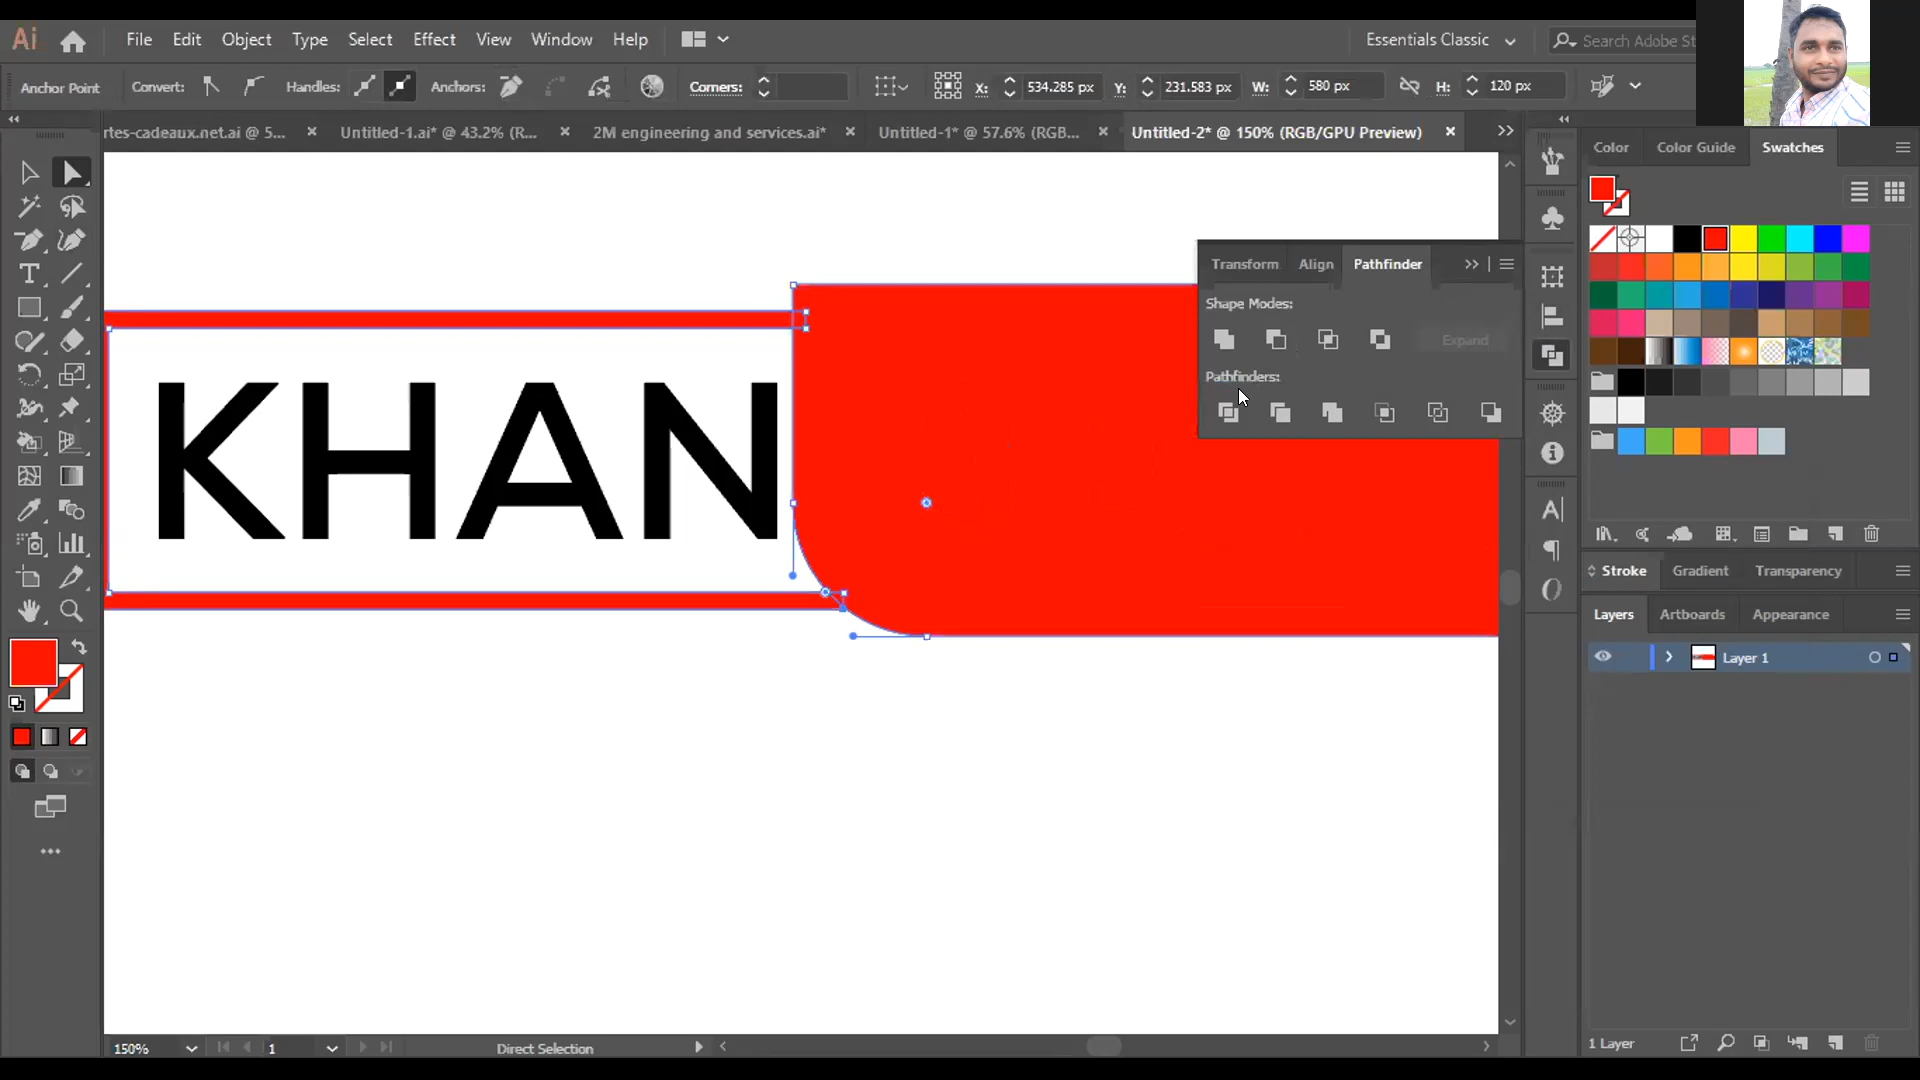 Ai File Edit Object Type Select Effect View Window Help Essentials Classic Search Adobe St
Anchor Point Convert: Handles: Anchors: Corners: X: 534.285 px Y: 231.583 px W: 580 px H: 120 px
rtes-cadeaux.net.ai @ 5... Untitled-1.ai* @ 43.2% (R... 2M engineering and services.ai* Untitled-1* @ 57.6% (RGB... Untitled-2* @ 150% (RGB/GPU Preview)
Color Color Guide Swatches
Transform Align Pathfinder
Shape Modes:
Expand
Pathfinders:
KHAN
Stroke Gradient Transparency
Layers Artboards Appearance
Layer 1
1 Layer
150% 1 Direct Selection